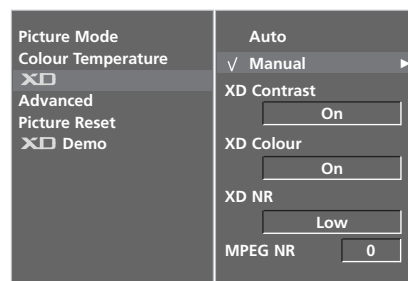 Picture Mode
Colour Temperature
XD
Advanced
Picture Reset
XD Demo
Auto
√ Manual
XD Contrast
On
XD Colour
On
XD NR
Low
MPEG NR 0